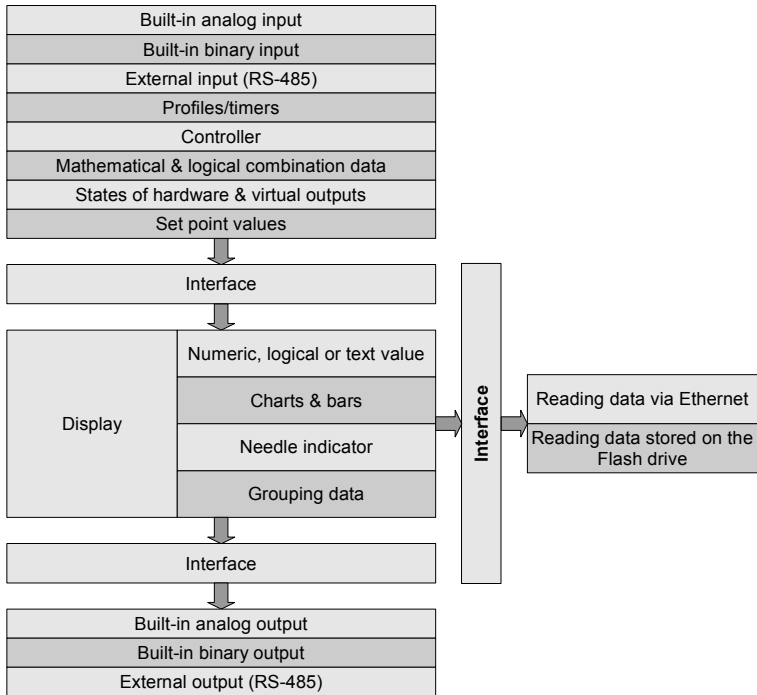 Built-in analog input
Built-in binary input
External input (RS-485)
Profiles/timers
Controller
Mathematical & logical combination data
States of hardware & virtual outputs
Set point values
Interface
Display
Numeric, logical or text value
Charts & bars
Needle indicator
Grouping data
Interface
Reading data via Ethernet
Reading data stored on the
Flash drive
Interface
Built-in analog output
Built-in binary output
External output (RS-485)